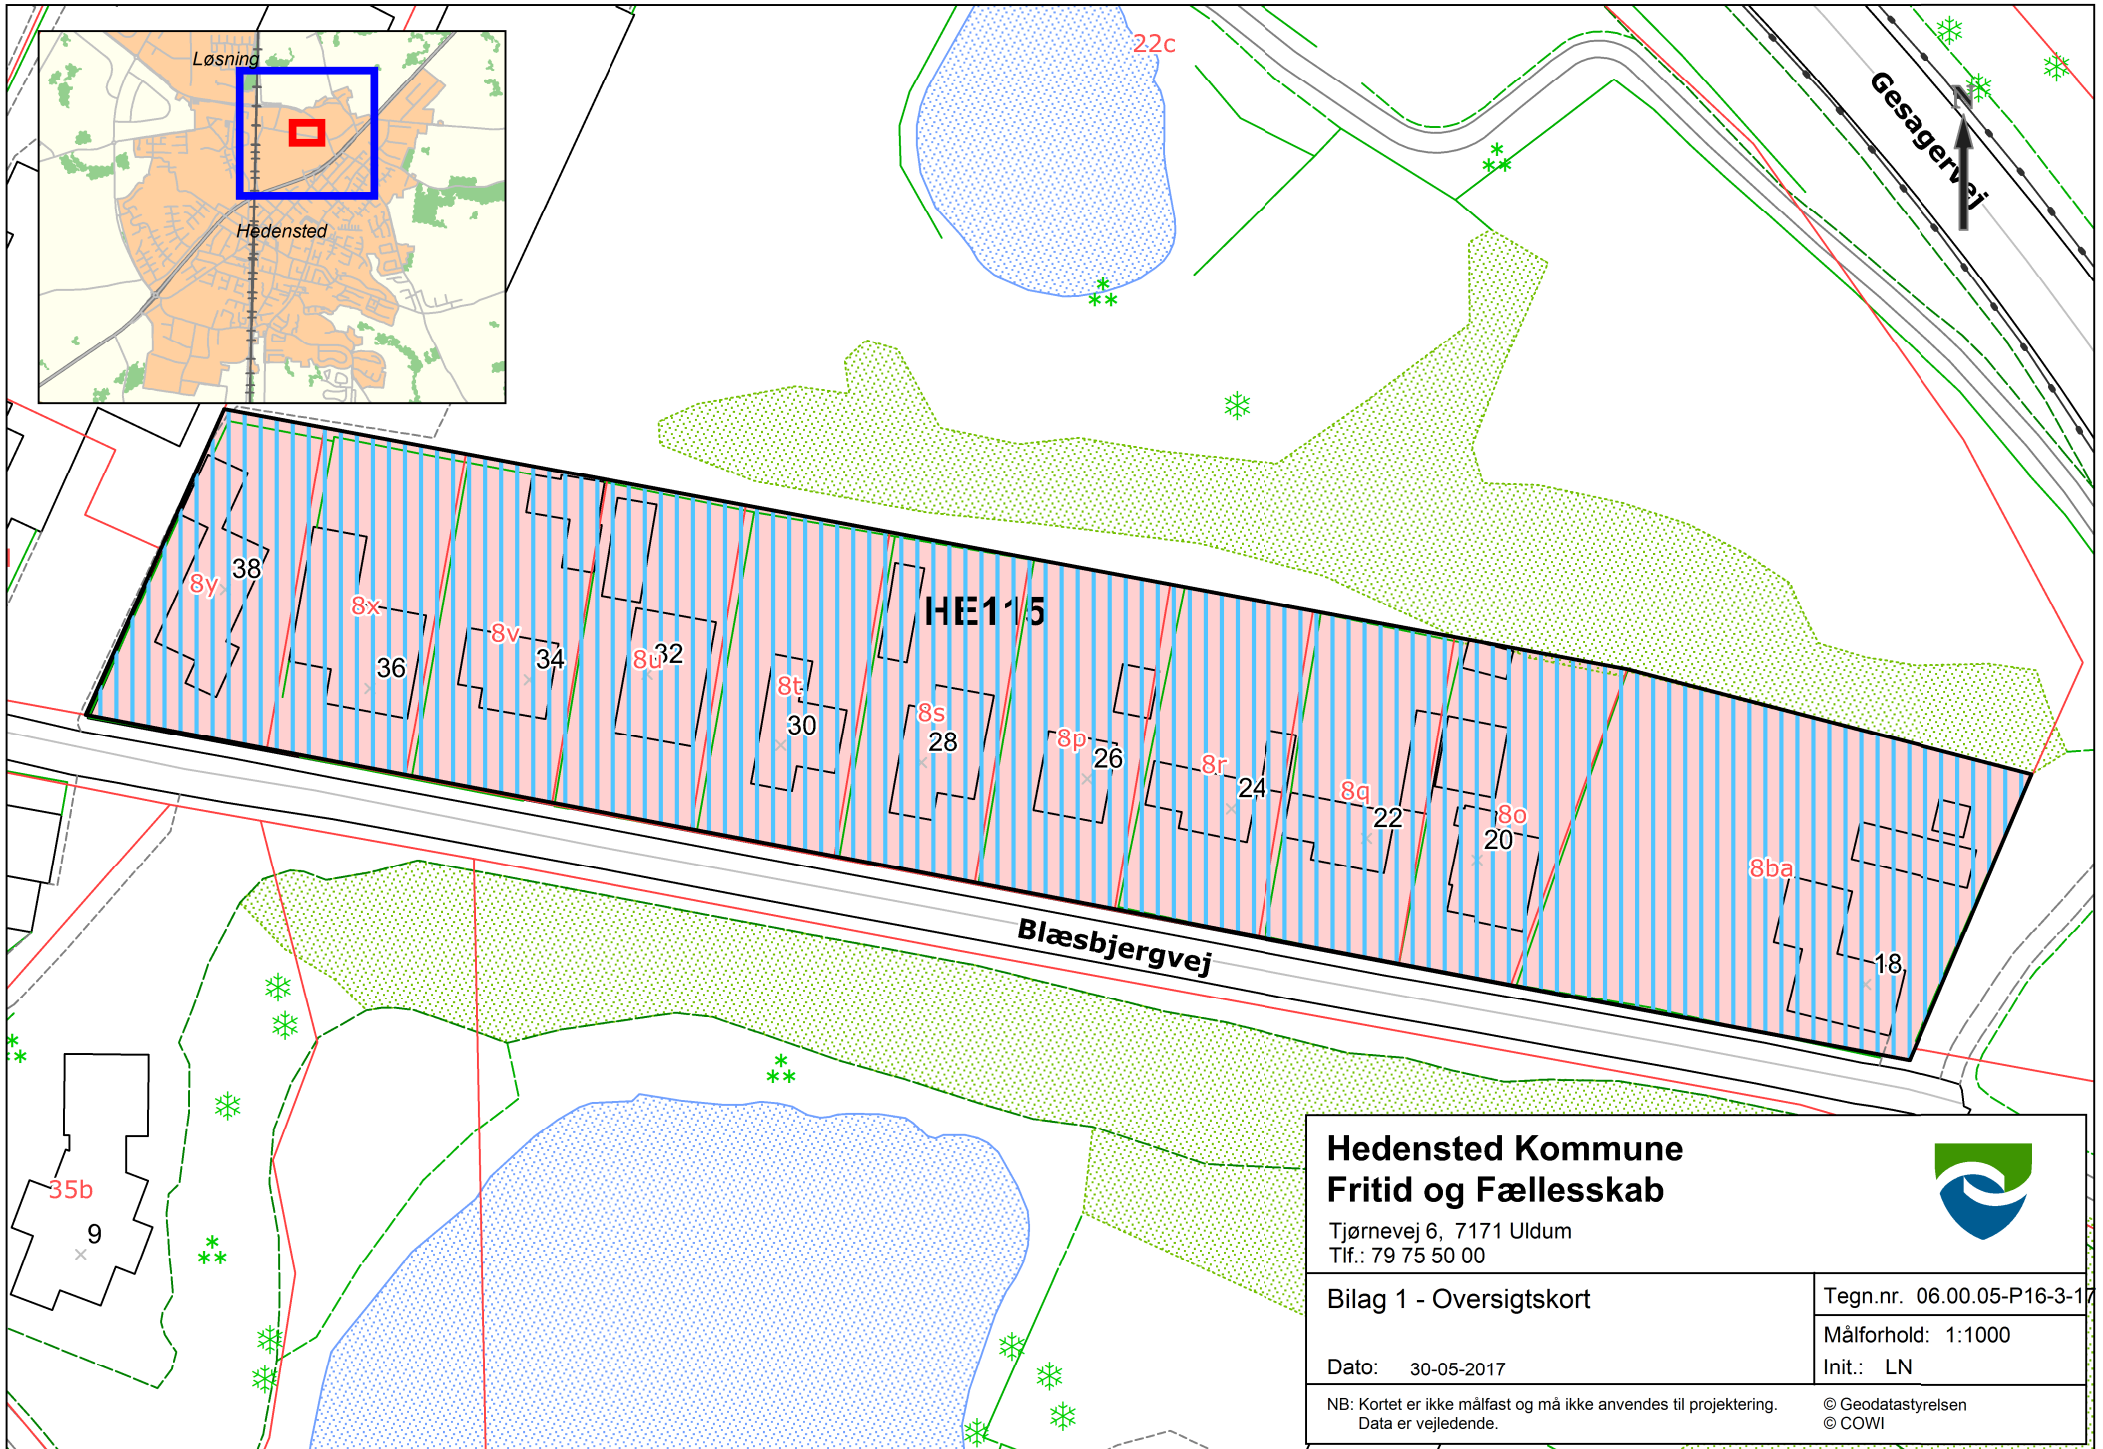 Løsning
Hedensted
22c
Gesagervej
N
HE115
38
8y
8x
36
8v
34
8u
32
8t
30
8s
28
8p
26
8r
24
8q
22
8o
20
8ba
18
Blæsbjergvej
35b
9
Hedensted Kommune
Fritid og Fællesskab
Tjørnevej 6, 7171 Uldum
Tlf.: 79 75 50 00
Bilag 1 - Oversigtskort
Tegn.nr. 06.00.05-P16-3-17
Målforhold: 1:1000
Dato: 30-05-2017
Init.: LN
NB: Kortet er ikke målfast og må ikke anvendes til projektering.
Data er vejledende.
© Geodatastyrelsen
© COWI